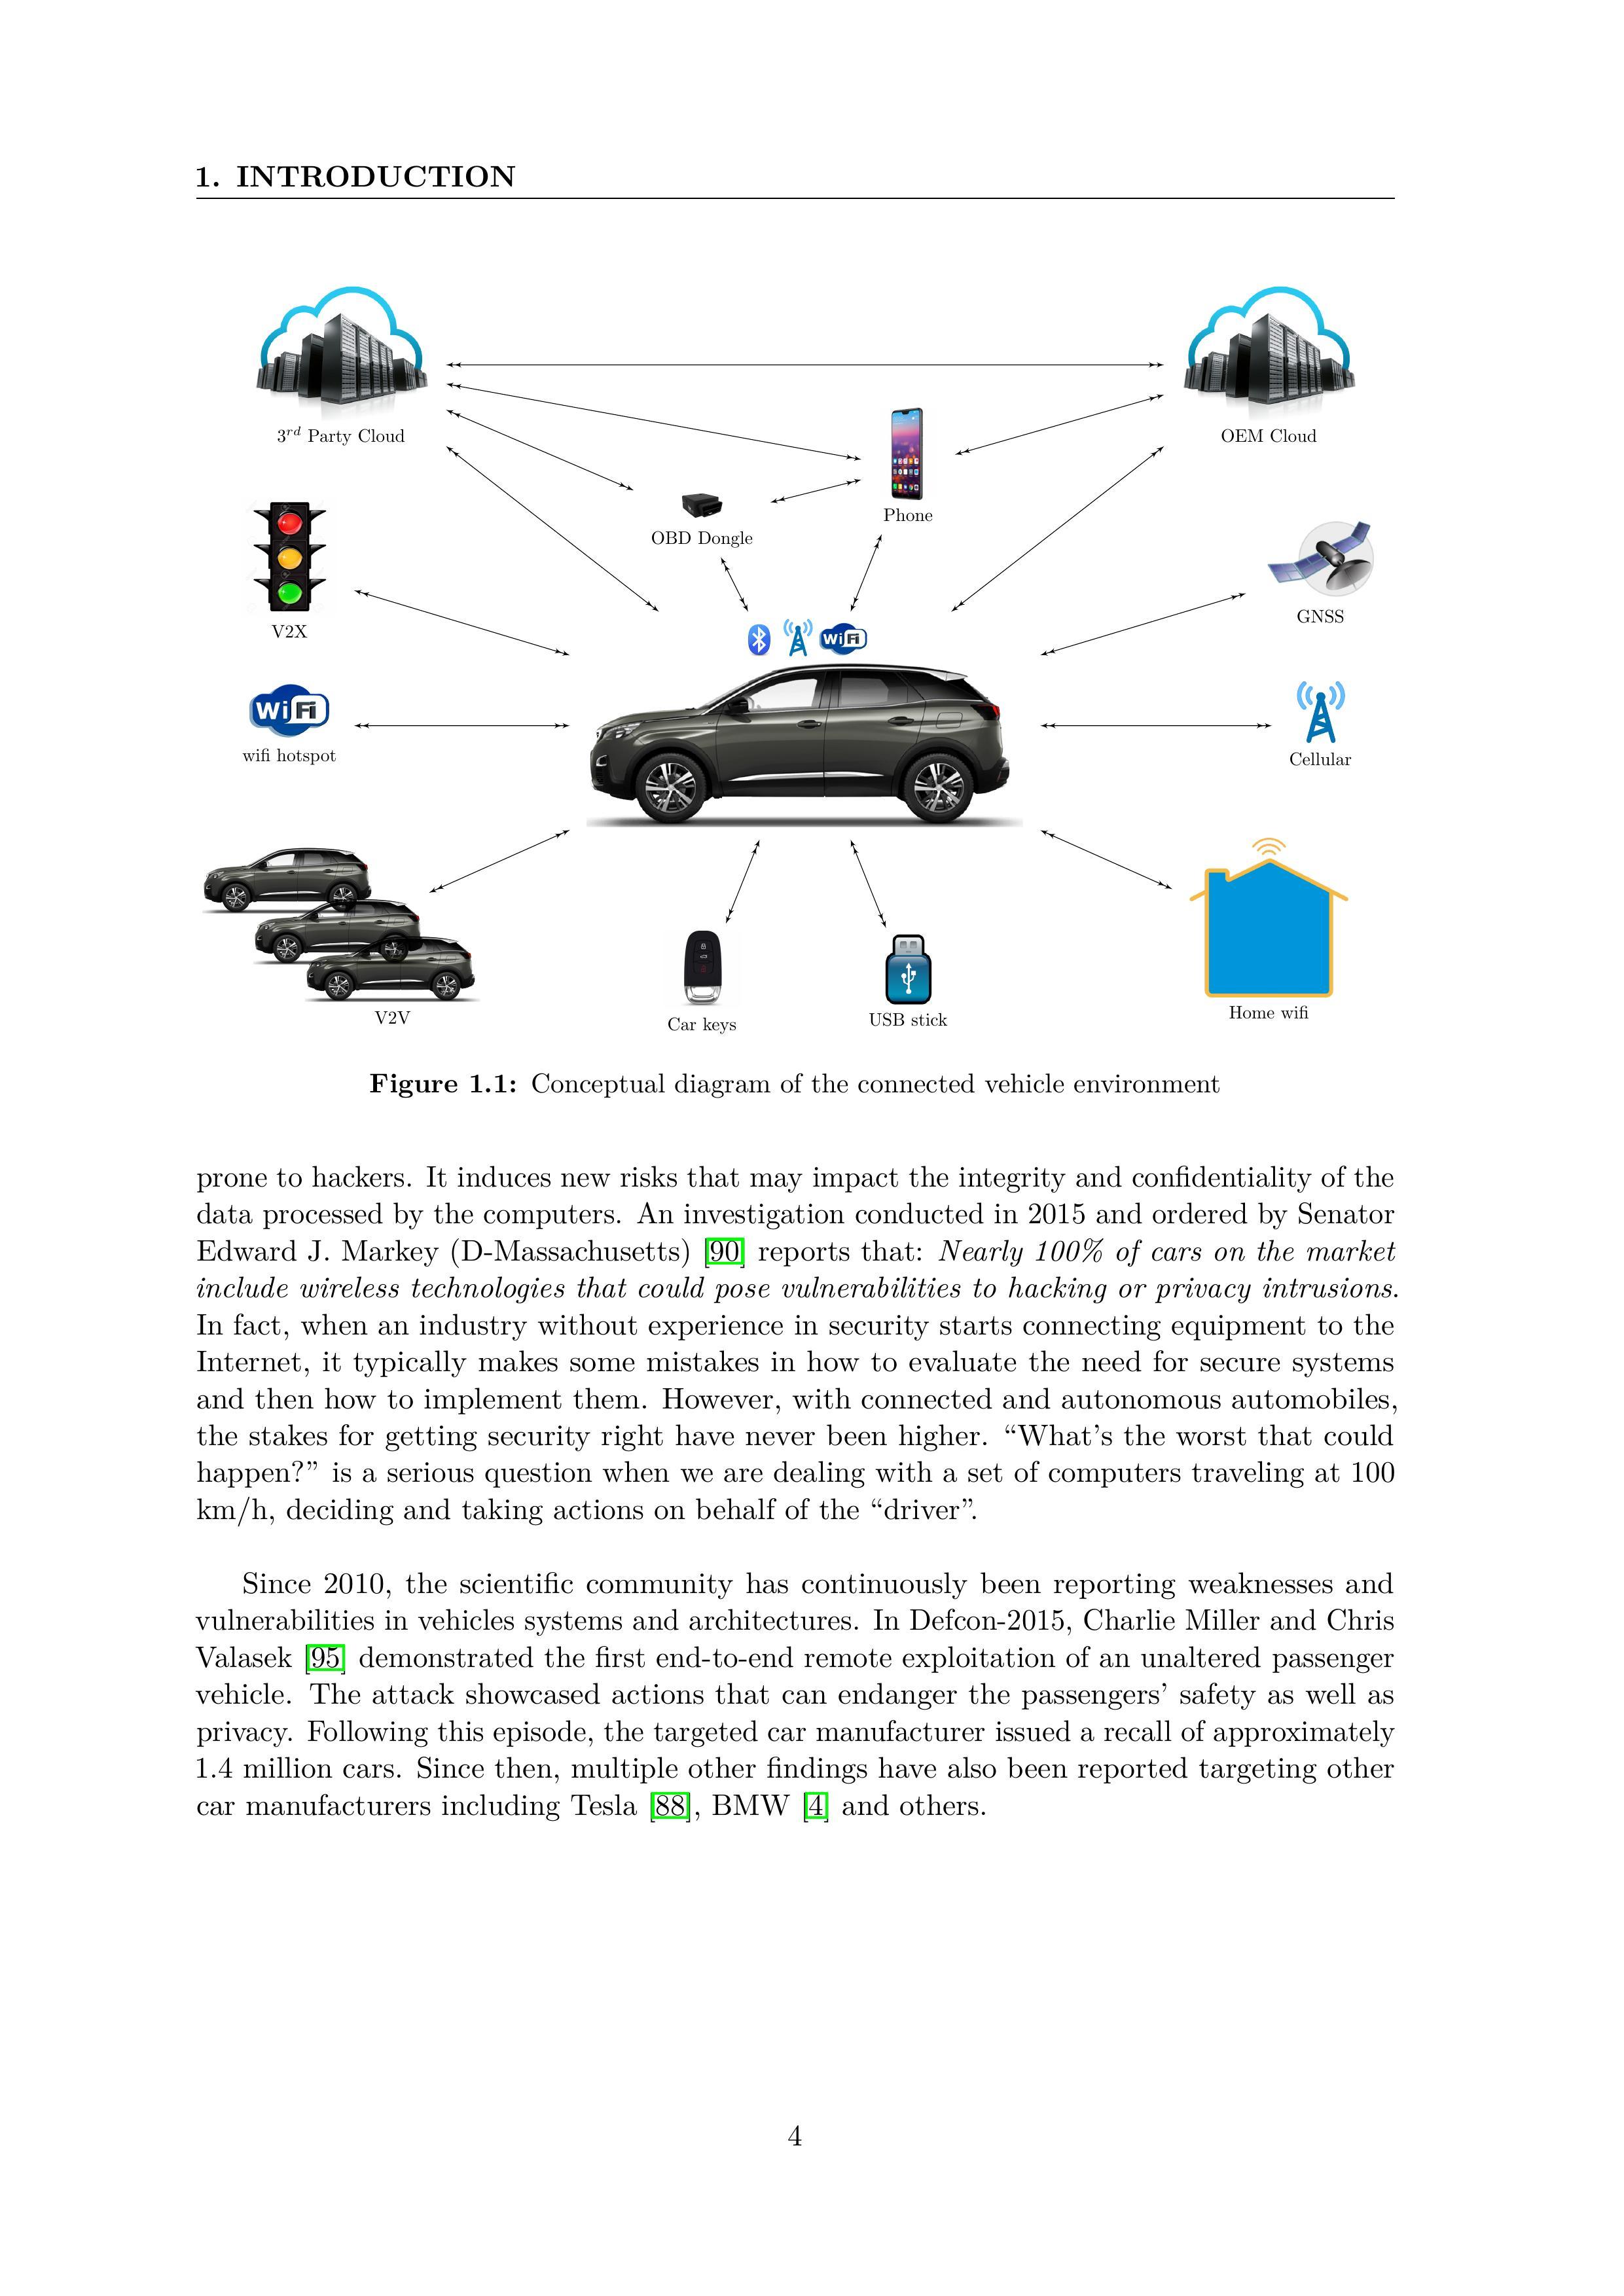 1. INTRODUCTION
3rd Party Cloud
OEM Cloud
Phone
OBD Dongle
V2X
GNSS
WiFi
WiFi
wifi hotspot
Cellular
V2V
Car keys
USB stick
Home wifi
Figure 1.1: Conceptual diagram of the connected vehicle environment
prone to hackers. It induces new risks that may impact the integrity and confidentiality of the
data processed by the computers. An investigation conducted in 2015 and ordered by Senator
Edward J. Markey (D-Massachusetts) [90] reports that: Nearly 100% of cars on the market
include wireless technologies that could pose vulnerabilities to hacking or privacy intrusions.
In fact, when an industry without experience in security starts connecting equipment to the
Internet, it typically makes some mistakes in how to evaluate the need for secure systems
and then how to implement them. However, with connected and autonomous automobiles,
the stakes for getting security right have never been higher. “What’s the worst that could
happen?” is a serious question when we are dealing with a set of computers traveling at 100
km/h, deciding and taking actions on behalf of the “driver”.
Since 2010, the scientific community has continuously been reporting weaknesses and
vulnerabilities in vehicles systems and architectures. In Defcon-2015, Charlie Miller and Chris
Valasek [95] demonstrated the first end-to-end remote exploitation of an unaltered passenger
vehicle. The attack showcased actions that can endanger the passengers’ safety as well as
privacy. Following this episode, the targeted car manufacturer issued a recall of approximately
1.4 million cars. Since then, multiple other findings have also been reported targeting other
car manufacturers including Tesla [88], BMW [4] and others.
4